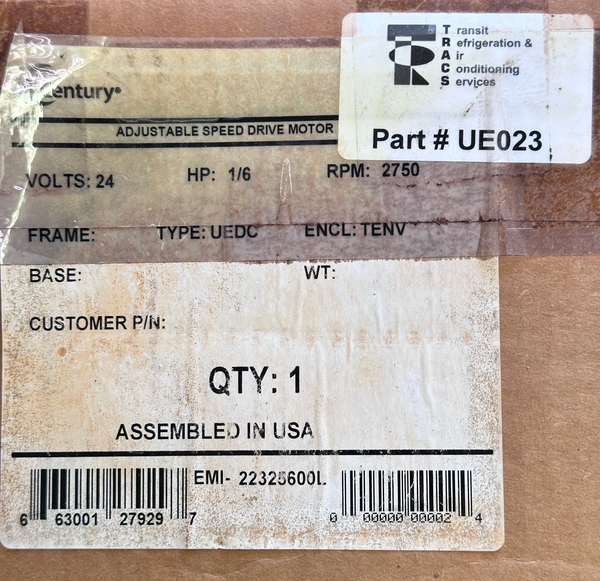 Transit
Refrigeration &
Air
Conditioning
Services
Part # UE023
Century®
ADJUSTABLE SPEED DRIVE MOTOR
VOLTS: 24 HP: 1/6 RPM: 2750
FRAME: TYPE: UEDC ENCL: TENV
BASE: WT:
CUSTOMER P/N:
QTY: 1
ASSEMBLED IN USA
EMI- 22325600L
6 63001 27929 7
0 00000 00002 4